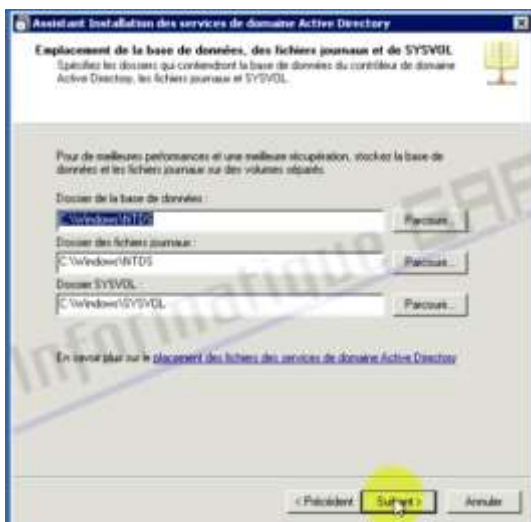 Assistant Installation des services de domaine Active Directory
Emplacement de la base de données, des fichiers journaux et de SYSVOL
Spécifiez les dossiers qui contiendront la base de données du contrôleur de domaine
Active Directory, les fichiers journaux et SYSVOL.
Pour de meilleures performances et une meilleure récupération, stockez la base de
données et les fichiers journaux sur des volumes séparés.
Dossier de la base de données :
C:\Windows\NTDS
Parcourir...
Dossier des fichiers journaux :
C:\Windows\NTDS
Parcourir...
Dossier SYSVOL :
C:\Windows\SYSVOL
Parcourir...
En savoir plus sur le placement des fichiers des services de domaine Active Directory
< Précédent
Suivant >
Annuler
Informatique